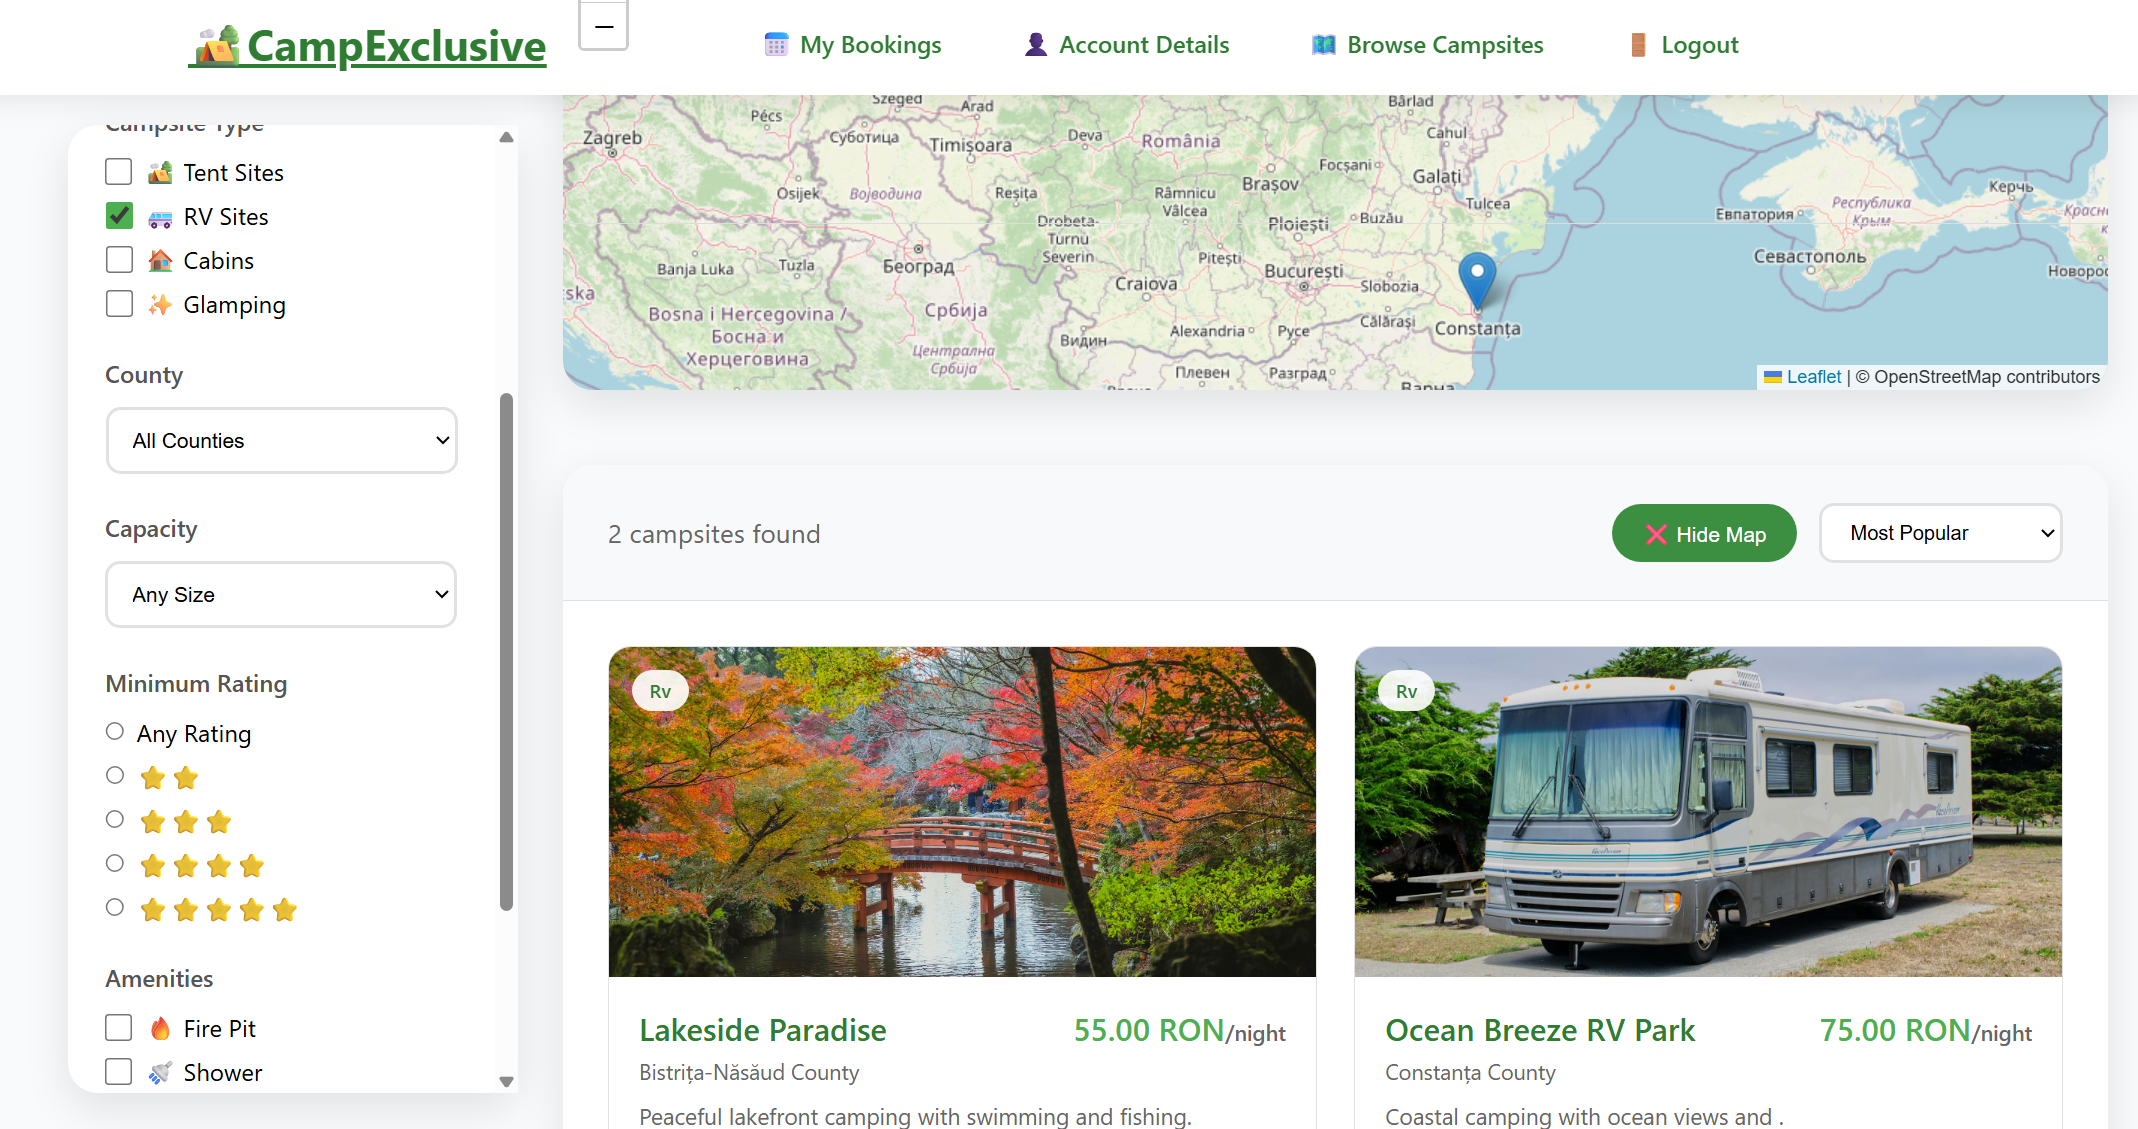 CampExclusive
−
My Bookings
Account Details
Browse Campsites
Logout
Campsite Type
Tent Sites
RV Sites
Cabins
Glamping
County
All Counties
Capacity
Any Size
Minimum Rating
Any Rating
Amenities
Fire Pit
Shower
Szeged
Arad
Bârlad
Pécs
Zagreb
Суботица
Timișoara
Deva
România
Cahul
Focșani
Galați
Osijek
Војводина
Reșița
Râmnicu
Vâlcea
Brașov
Tulcea
Керчь
Drobeta-
Turnu
Severin
Ploiești
Buzău
Евпатория
Республика
Крым
Banja Luka
Tuzla
Београд
Pitești
București
Slobozia
Севастополь
Craiova
Bosna i Hercegovina /
Босна и
Херцеговина
Србија
Alexandria
Русе
Călărași
Constanța
Видин
Централна
Србија
Плевен
Разград
Варна
Leaflet | © OpenStreetMap contributors
2 campsites found
Hide Map
Most Popular
Rv
Lakeside Paradise
55.00 RON/night
Bistrița-Năsăud County
Peaceful lakefront camping with swimming and fishing.
Rv
Ocean Breeze RV Park
75.00 RON/night
Constanța County
Coastal camping with ocean views and .